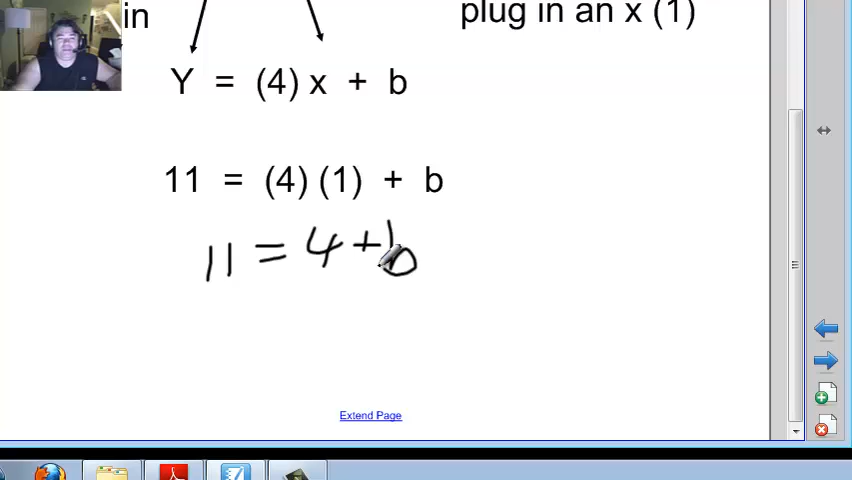 in
plug in an x (1)
Y = (4) x + b
11 = (4) (1) + b
11 = 4 + b
Extend Page